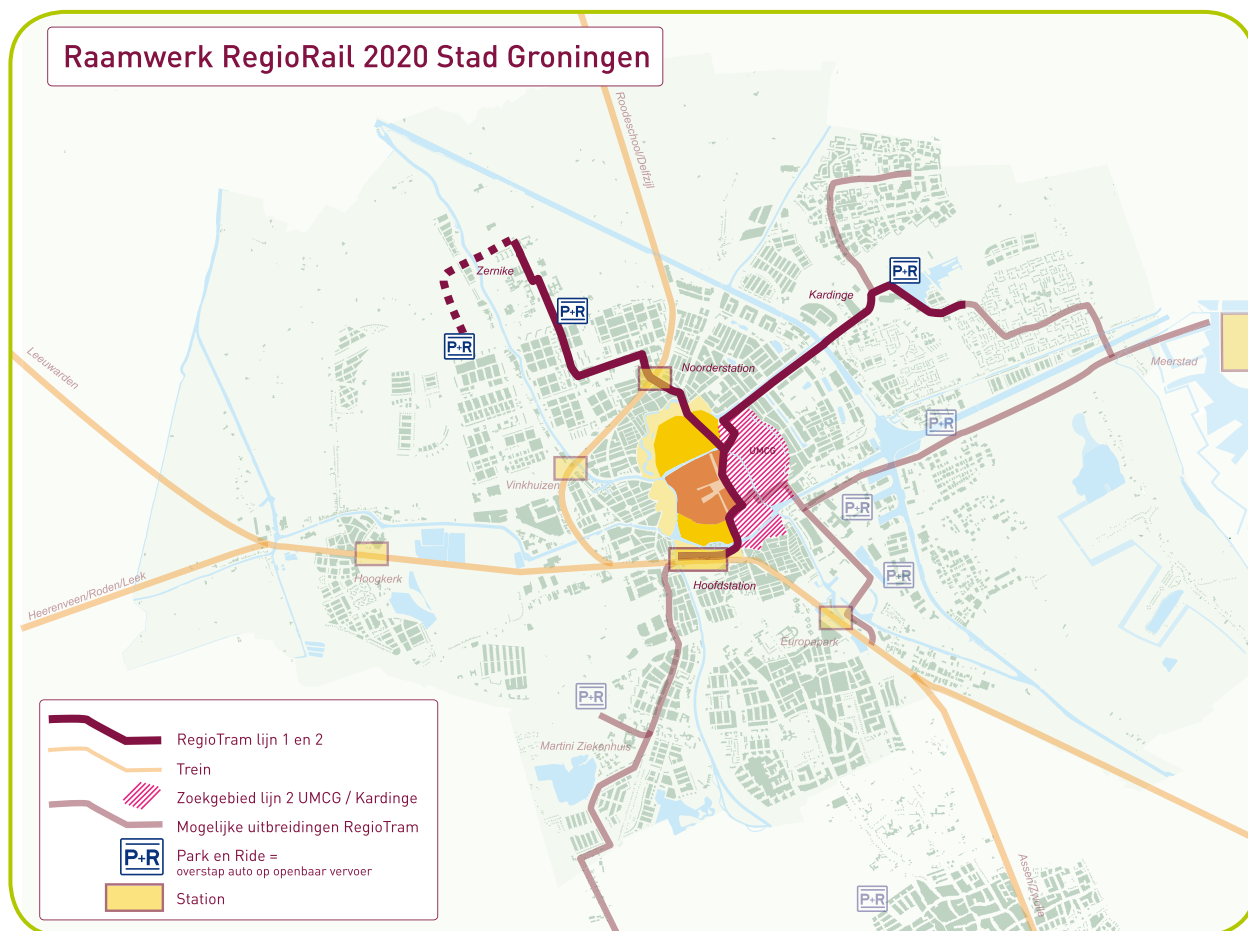 Raamwerk RegioRail 2020 Stad Groningen
Roodeschool/Delfzijl
P+R
Zernike
Kardinge
P+R
P+R
Leeuwarden
Noorderstation
Meerstad
P+R
UMCG
Vinkhuizen
P+R
Hoogkerk
P+R
Heerenveen/Roden/Leek
Hoofdstation
Europapark
P+R
Martini Ziekenhuis
RegioTram lijn 1 en 2
Trein
Zoekgebied lijn 2 UMCG / Kardinge
Mogelijke uitbreidingen RegioTram
P+R
Park en Ride =
overstap auto op openbaar vervoer
Station
Assen/Zwolle
P+R